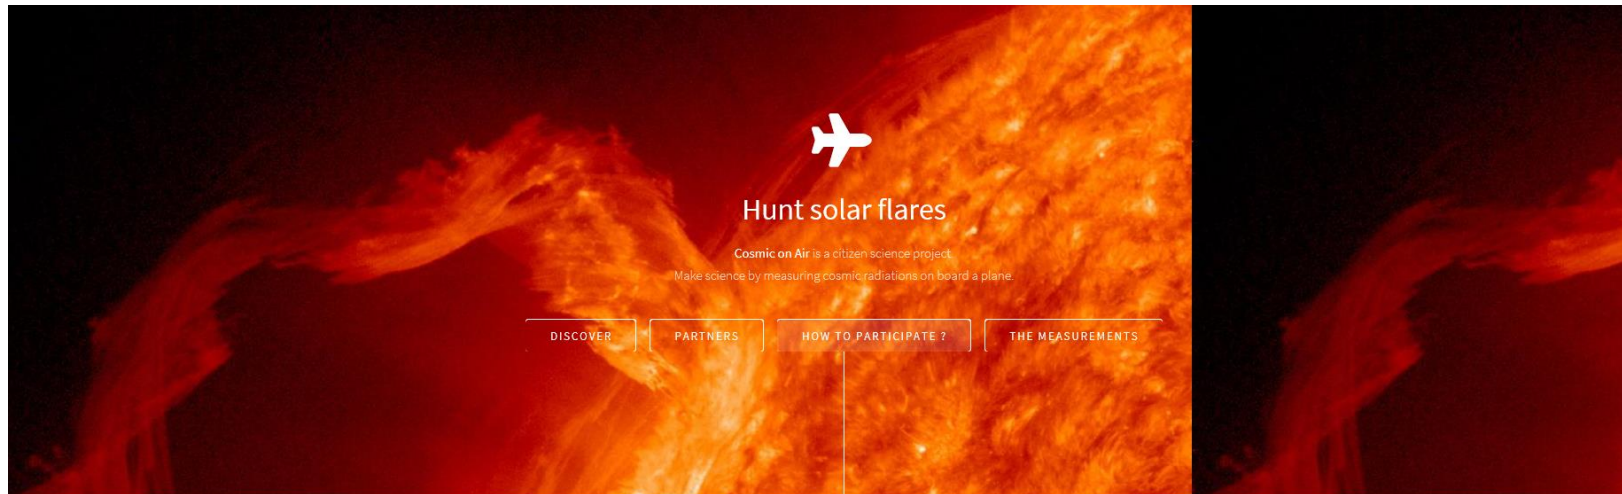 Hunt solar flares
Cosmic on Air is a citizen science project.
Make science by measuring cosmic radiations on board a plane.
DISCOVER
PARTNERS
HOW TO PARTICIPATE ?
THE MEASUREMENTS